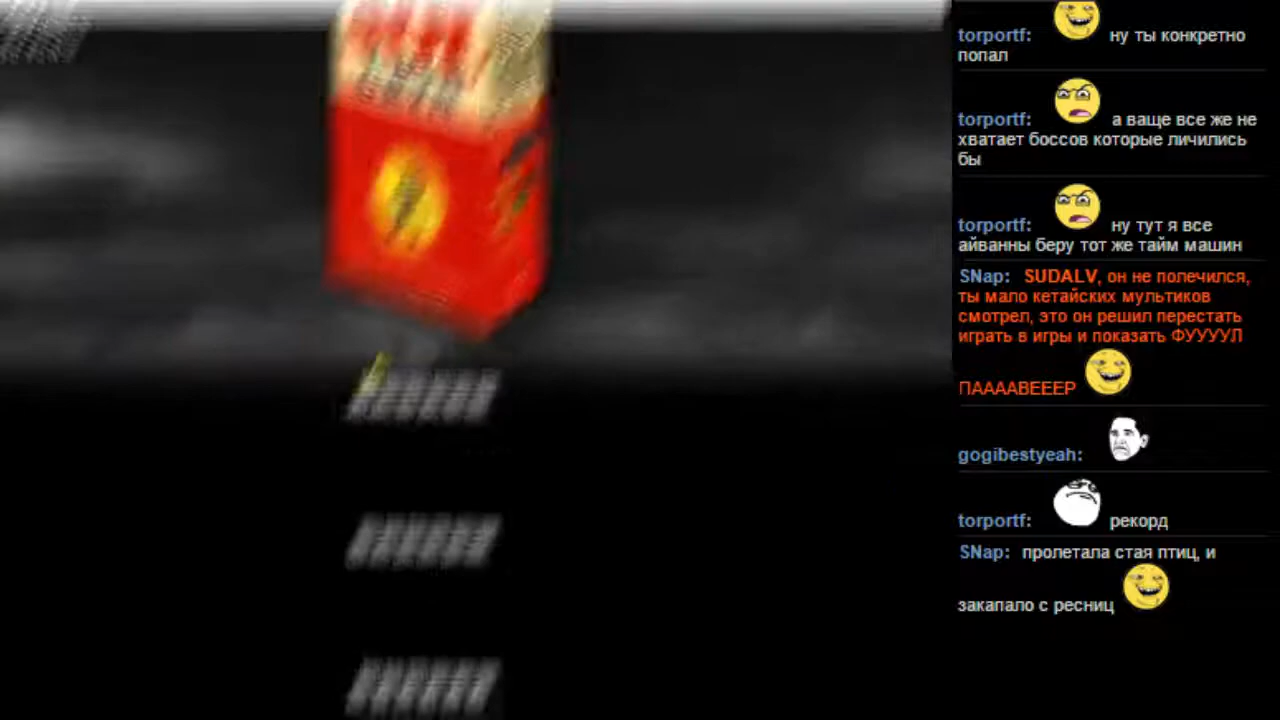 torportf: ну ты конкретно
попал
torportf: а ваще все же не
хватает боссов которые личились
бы
torportf: ну тут я все
айванны беру тот же тайм машин
SNap: SUDALV, он не полечился,
ты мало кетайских мультиков
смотрел, это он решил перестать
играть в игры и показать ФУУУУЛ
ПААААВЕЕЕР
gogibestyeah:
torportf: рекорд
SNap: пролетала стая птиц, и
закапало с ресниц